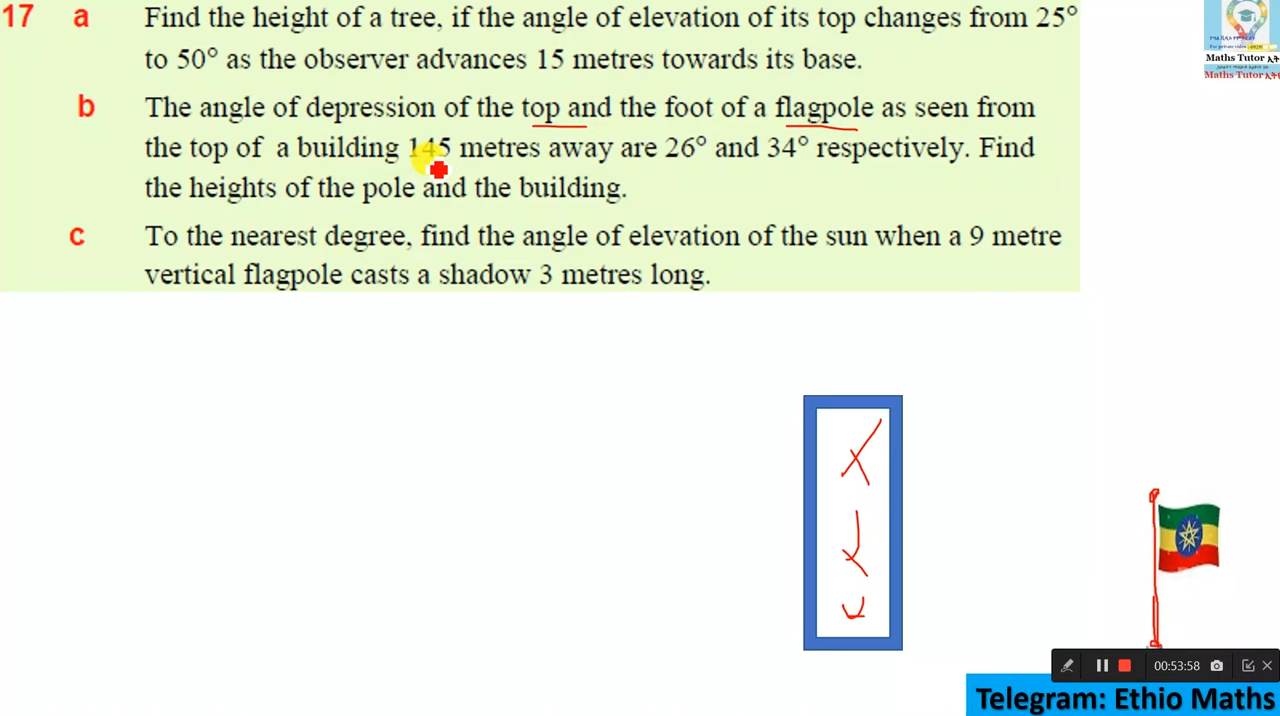 17 a Find the height of a tree, if the angle of elevation of its top changes from 25°
to 50° as the observer advances 15 metres towards its base.
b The angle of depression of the top and the foot of a flagpole as seen from
the top of a building 145 metres away are 26° and 34° respectively. Find
the heights of the pole and the building.
c To the nearest degree, find the angle of elevation of the sun when a 9 metre
vertical flagpole casts a shadow 3 metres long.
Maths Tutor
Maths Tutor
00:53:58
Telegram: Ethio Maths